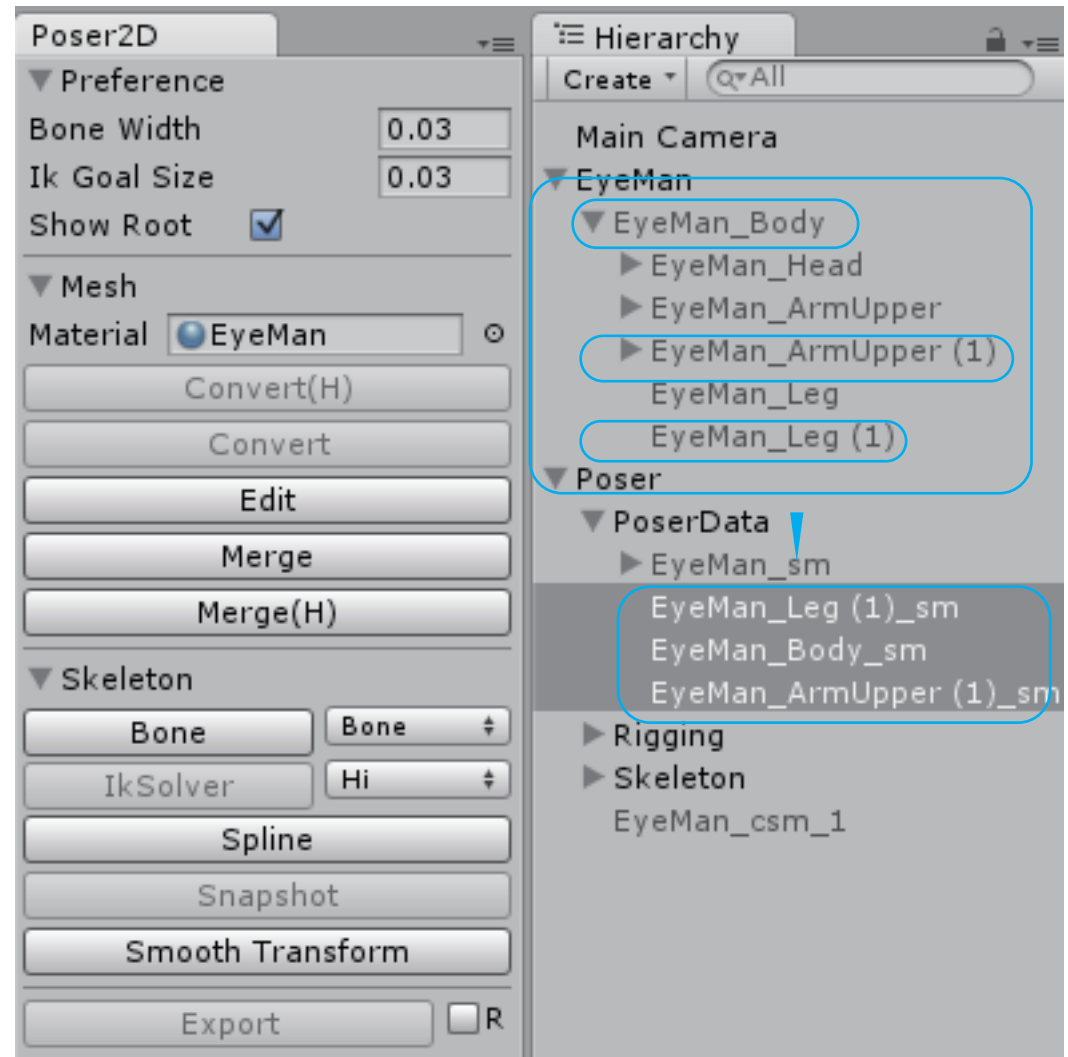 Poser2D
Preference
Bone Width 0.03
Ik Goal Size 0.03
Show Root
Mesh
Material EyeMan
Convert(H)
Convert
Edit
Merge
Merge(H)
Skeleton
Bone Bone
IkSolver Hi
Spline
Snapshot
Smooth Transform
Export R
Hierarchy
Create All
Main Camera
EyeMan
EyeMan_Body
EyeMan_Head
EyeMan_ArmUpper
EyeMan_ArmUpper (1)
EyeMan_Leg
EyeMan_Leg (1)
Poser
PoserData
EyeMan_sm
EyeMan_Leg (1)_sm
EyeMan_Body_sm
EyeMan_ArmUpper (1)_sm
Rigging
Skeleton
EyeMan_csm_1